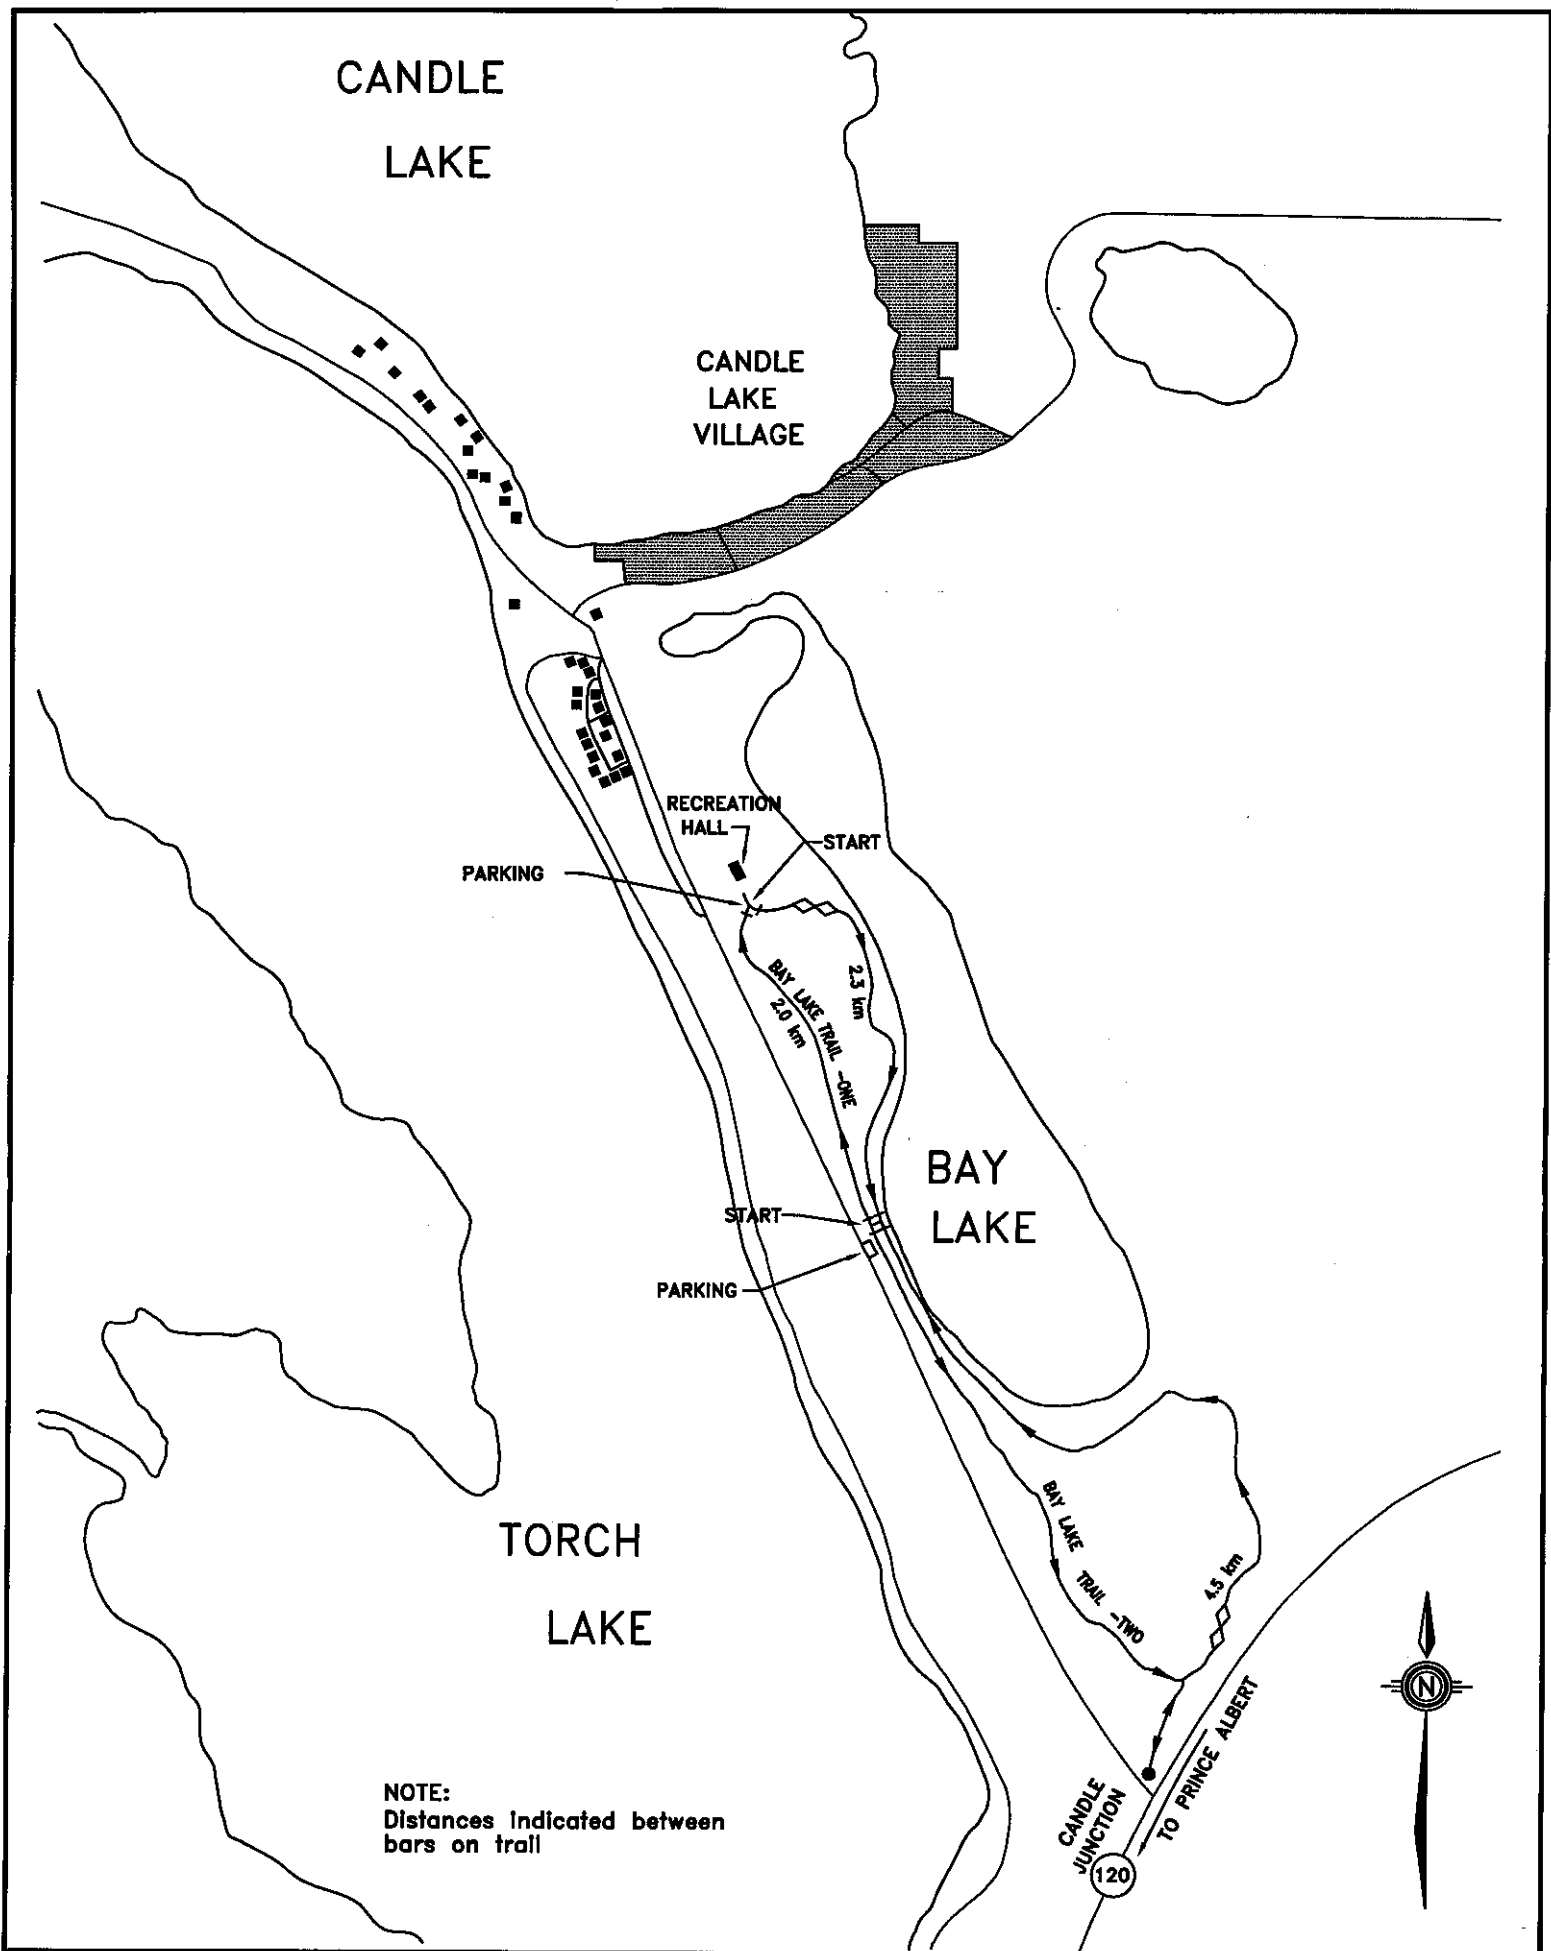 CANDLE
LAKE
CANDLE
LAKE
VILLAGE
RECREATION
HALL
START
PARKING
2.3 km
BAY LAKE TRAIL -ONE
2.0 km
BAY
LAKE
START
PARKING
BAY LAKE TRAIL -TWO
4.5 km
TORCH
LAKE
N
TO PRINCE ALBERT
CANDLE
JUNCTION
120
NOTE:
Distances indicated between
bars on trail